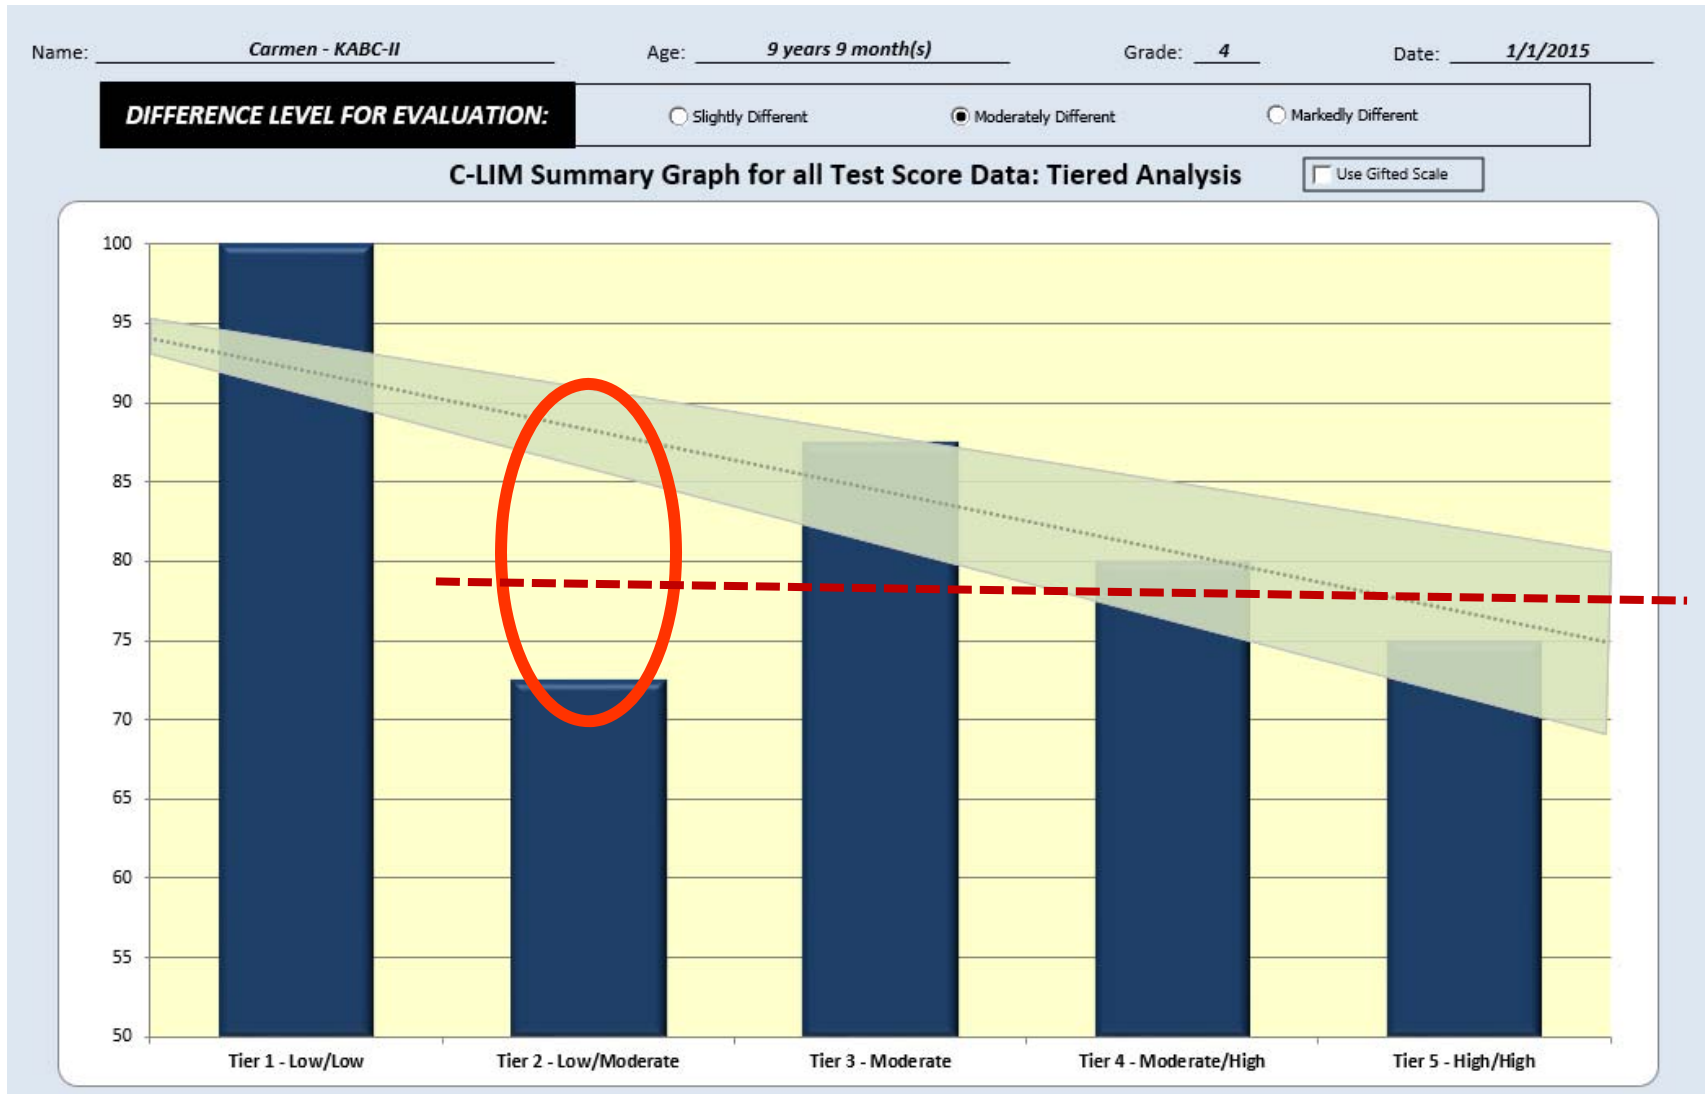 Name: Carmen - KABC-II Age: 9 years 9 month(s) Grade: 4 Date: 1/1/2015
DIFFERENCE LEVEL FOR EVALUATION: Slightly Different Moderately Different Markedly Different
C-LIM Summary Graph for all Test Score Data: Tiered Analysis Use Gifted Scale
100
95
90
85
80
75
70
65
60
55
50
Tier 1 - Low/Low Tier 2 - Low/Moderate Tier 3 - Moderate Tier 4 - Moderate/High Tier 5 - High/High